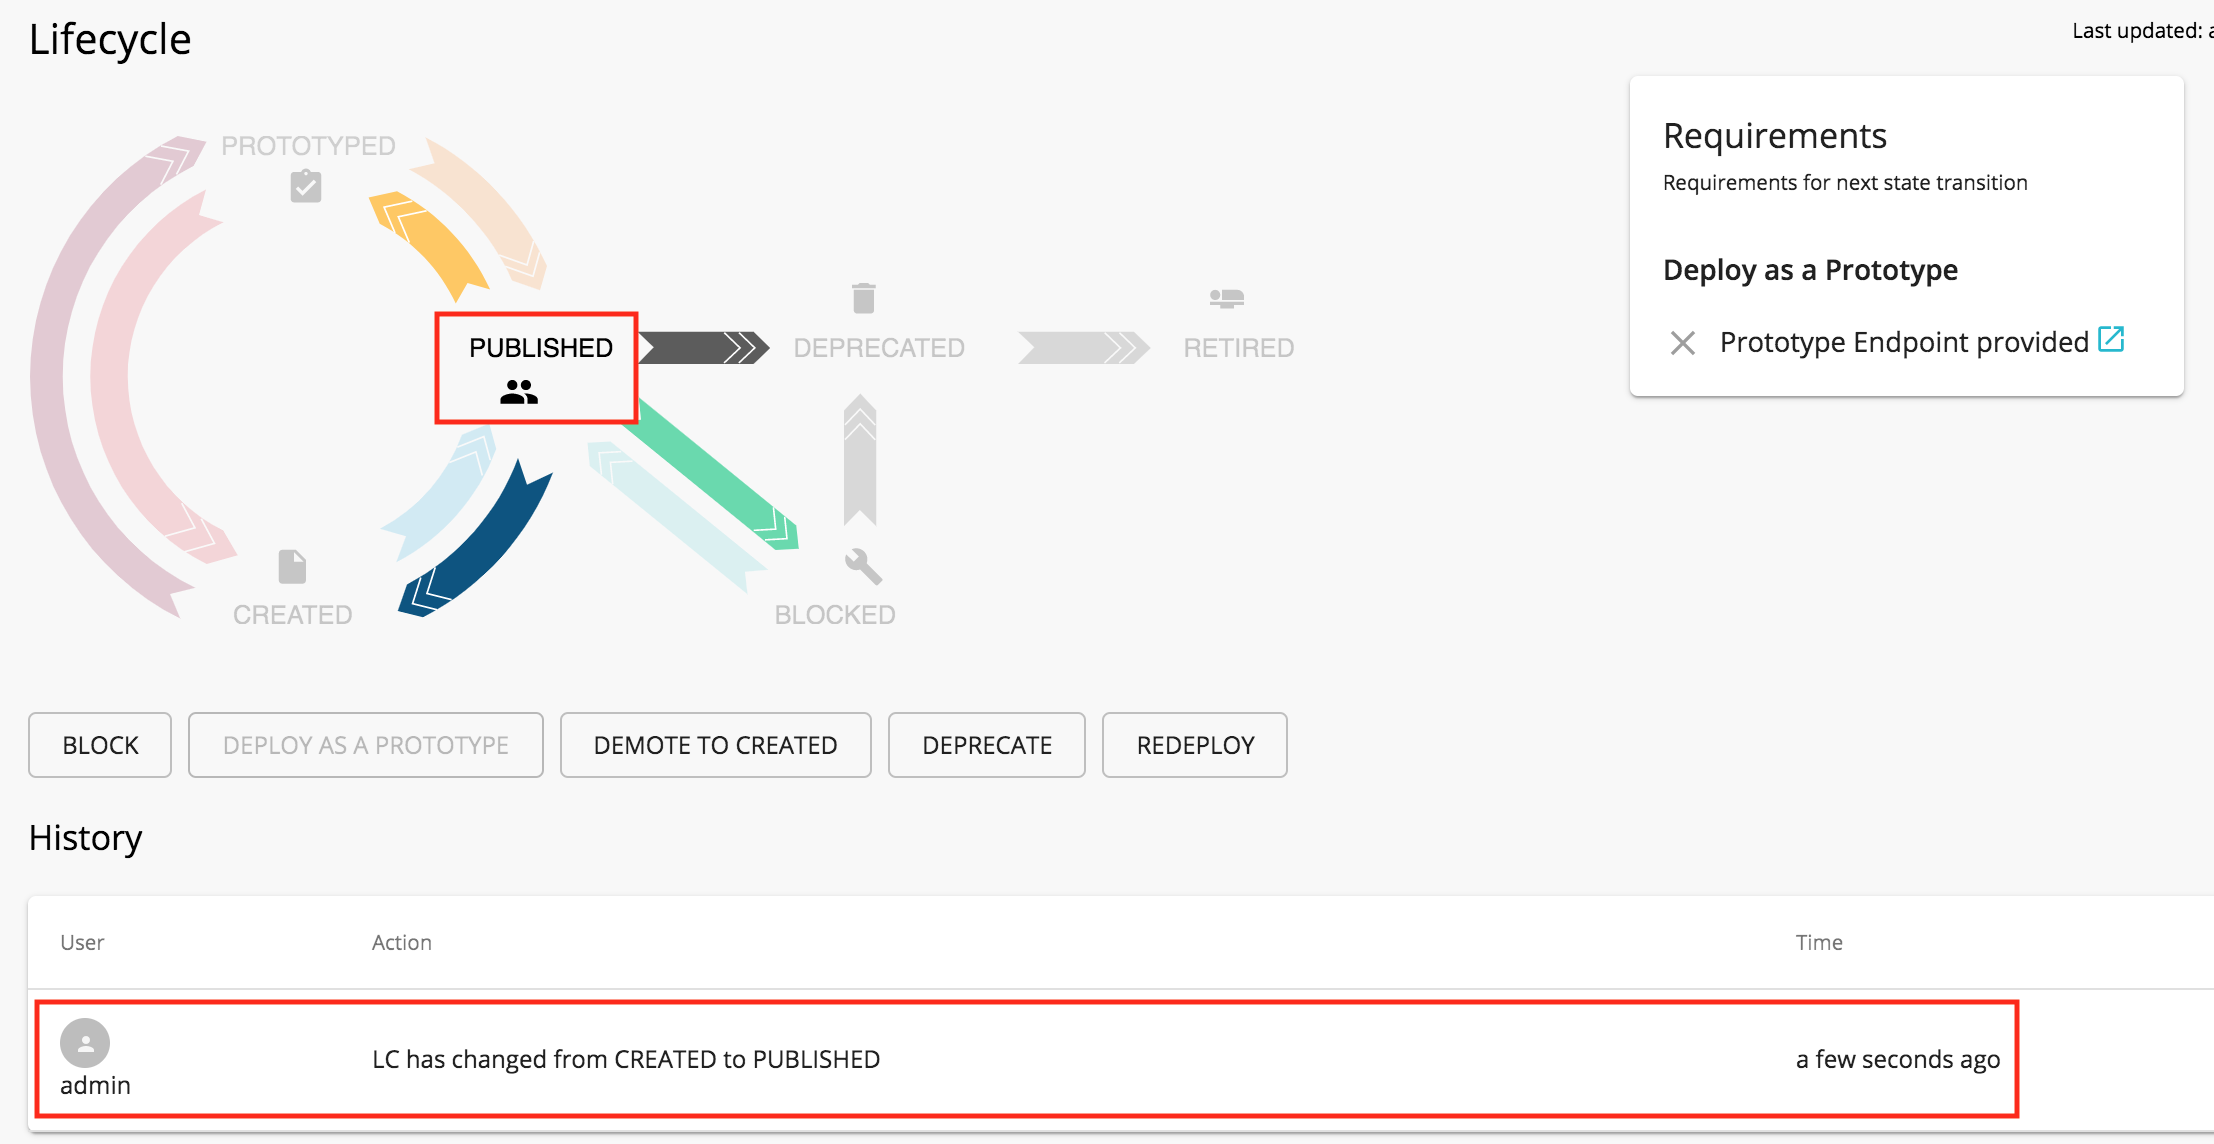 Lifecycle
Last updated: a
PROTOTYPED
PUBLISHED
DEPRECATED
RETIRED
CREATED
BLOCKED
Requirements
Requirements for next state transition
Deploy as a Prototype
Prototype Endpoint provided
BLOCK
DEPLOY AS A PROTOTYPE
DEMOTE TO CREATED
DEPRECATE
REDEPLOY
History
User Action Time
LC has changed from CREATED to PUBLISHED a few seconds ago
admin